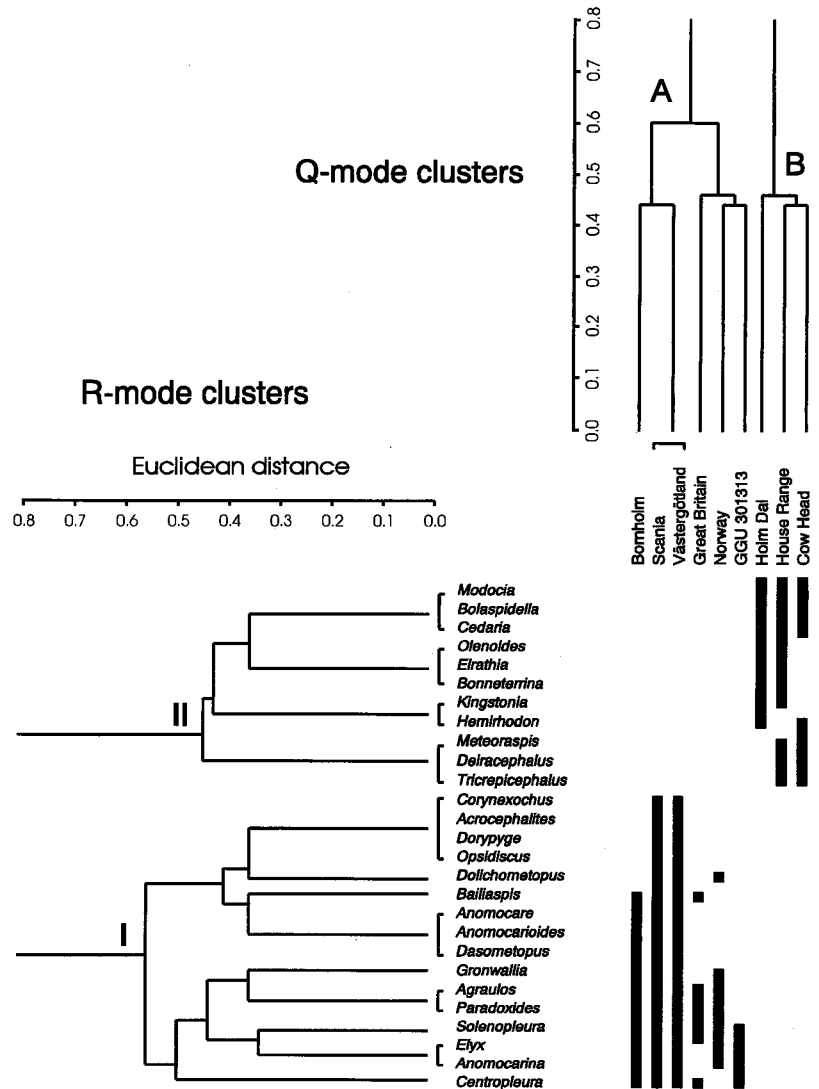 0.8
0.7
0.6
0.5
0.4
0.3
0.2
0.1
0.0
A
B
Q-mode clusters
R-mode clusters
Euclidean distance
0.8 0.7 0.6 0.5 0.4 0.3 0.2 0.1 0.0
Bornholm
Scania
Västergötland
Great Britain
Norway
GGU 301313
Holm Dal
House Range
Cow Head
Modocia
Bolaspidella
Cedaria
Olenoides
Elrathia
Bonneterrina
Kingstonia
II
Hemirhodon
Meteoraspis
Deiracephalus
Tricrepicephalus
Corynexochus
Acrocephalites
Dorypyge
Opsidiscus
Dolichometopus
Bailiaspis
Anomocare
I
Anomocarioides
Dasometopus
Gronwallia
Agraulos
Paradoxides
Solenopleura
Elyx
Anomocarina
Centropleura